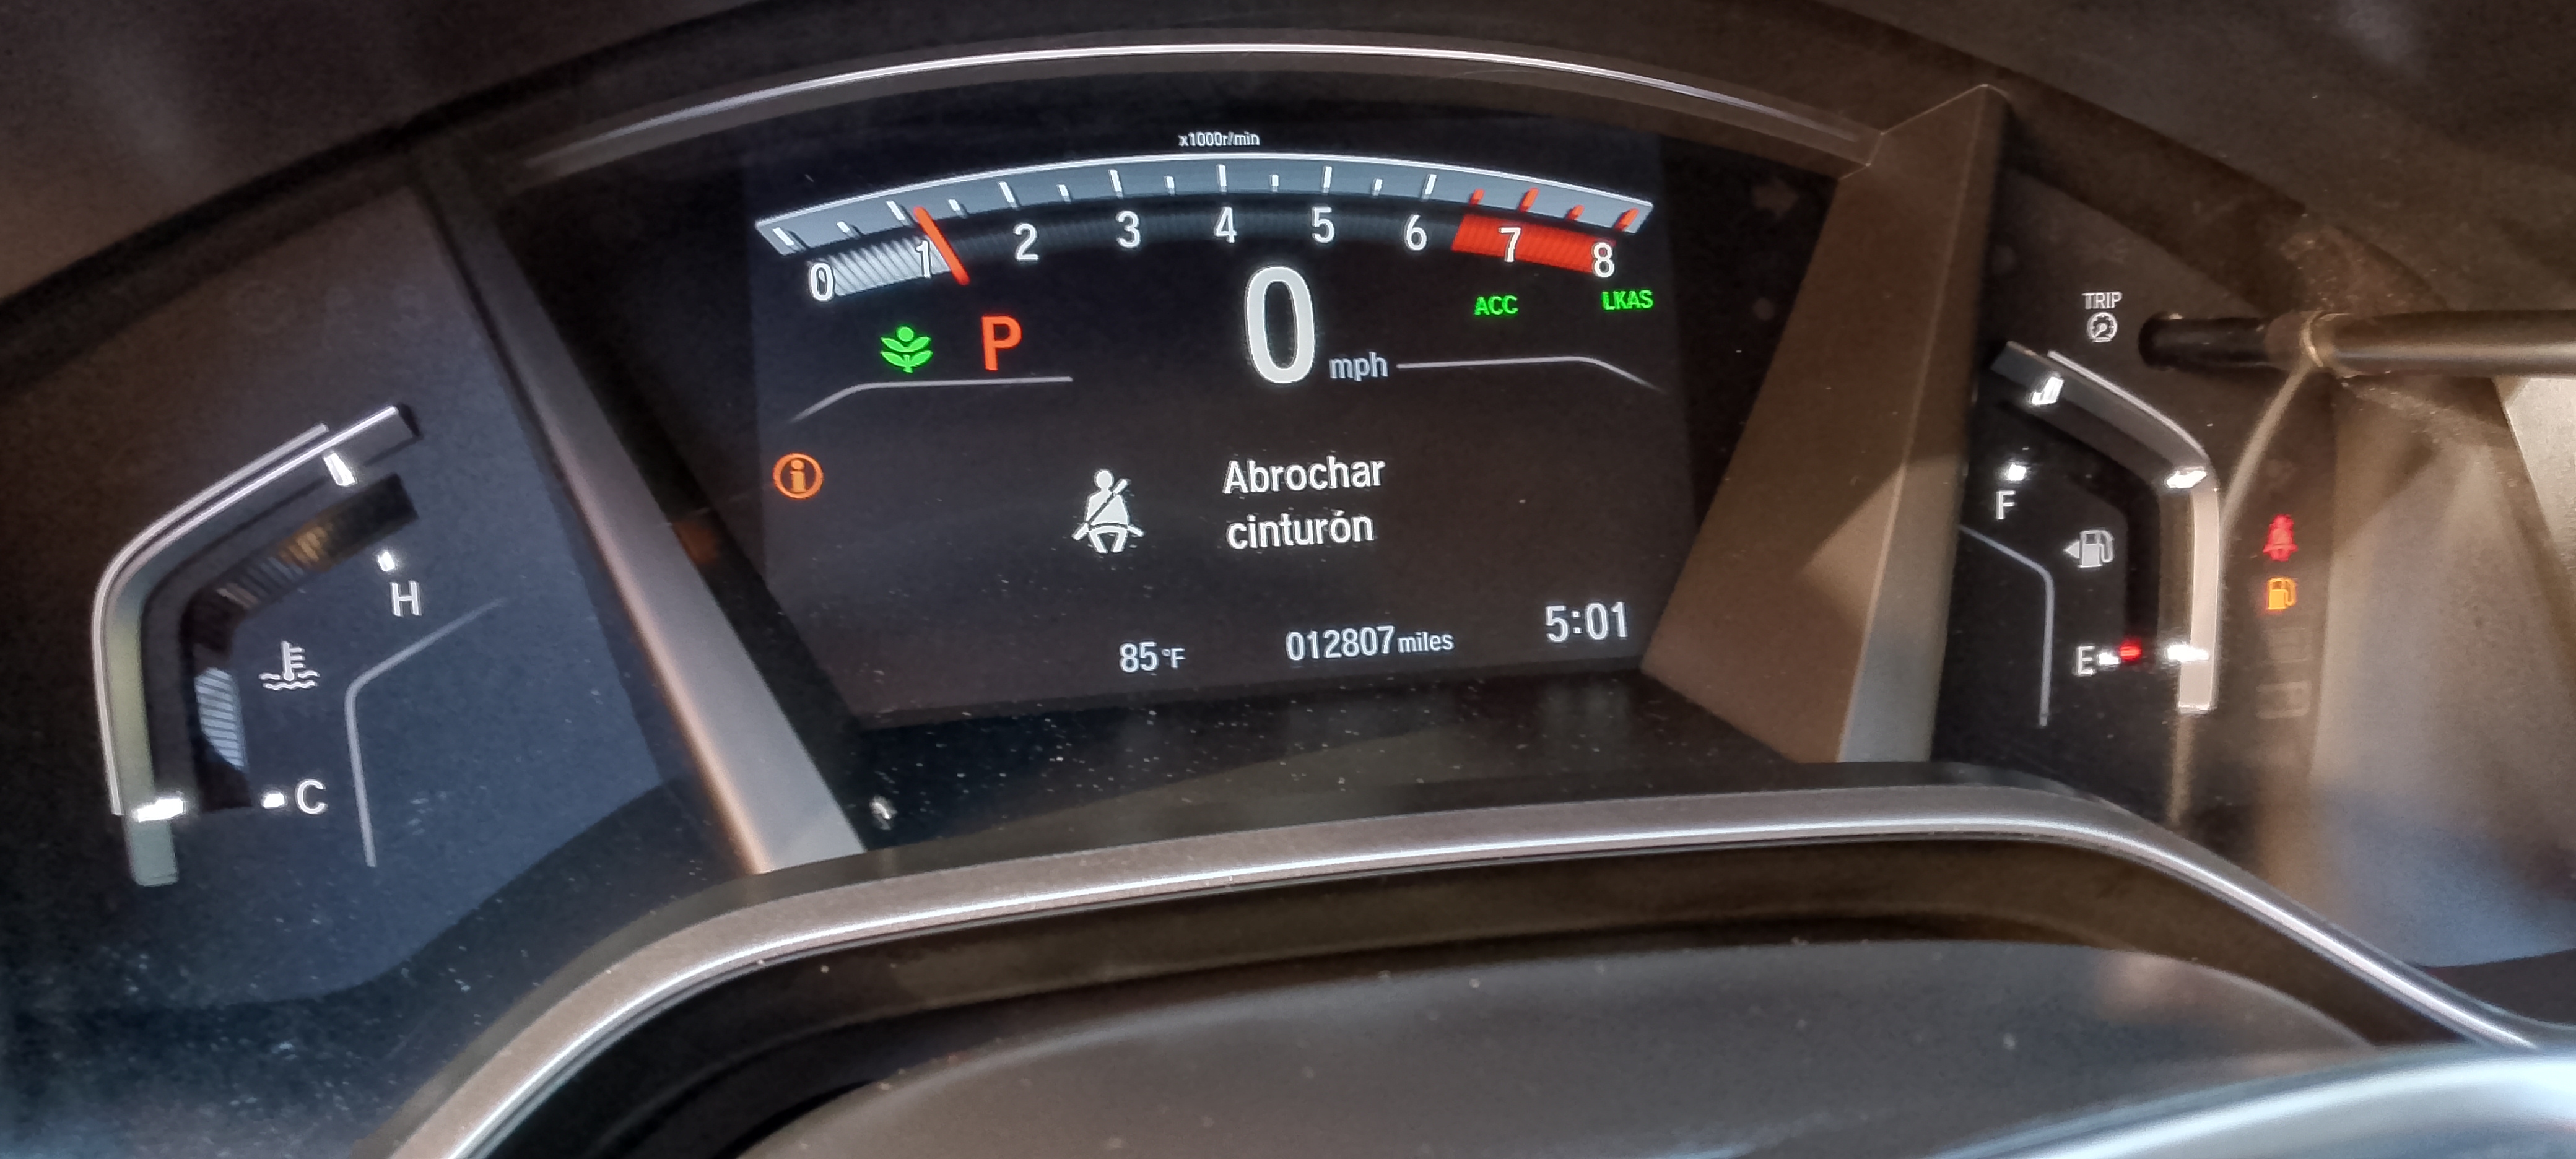 x1000r/min
0 1 2 3 4 5 6 7 8
P
0 mph
ACC LKAS
TRIP
Abrochar
cinturón
H
C
F
E
85°F 012807 miles 5:01